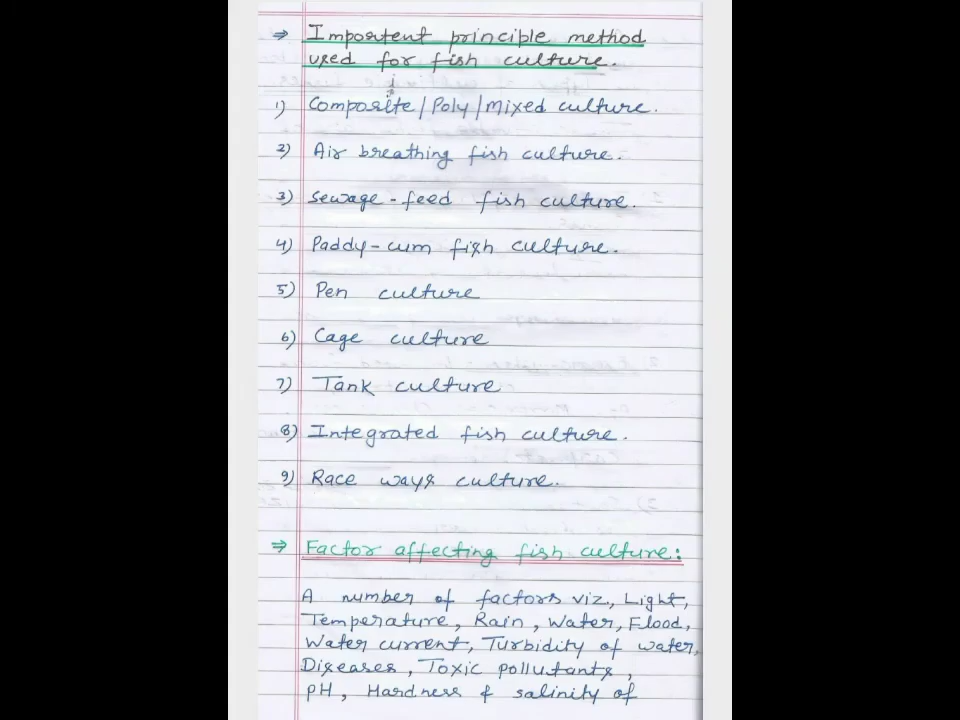 ⇒ Important principle method
used for fish culture.
1) Composite/Poly/Mixed culture.
2) Air breathing fish culture.
3) Sewage-feed fish culture.
4) Paddy-cum fish culture.
5) Pen culture
6) Cage culture
7) Tank culture
8) Integrated fish culture.
9) Race ways culture.
⇒ Factor affecting fish culture:
A number of factors viz., Light,
Temperature, Rain, Water, Flood,
Water current, Turbidity of water,
Diseases, Toxic pollutants,
pH, Hardness & salinity of